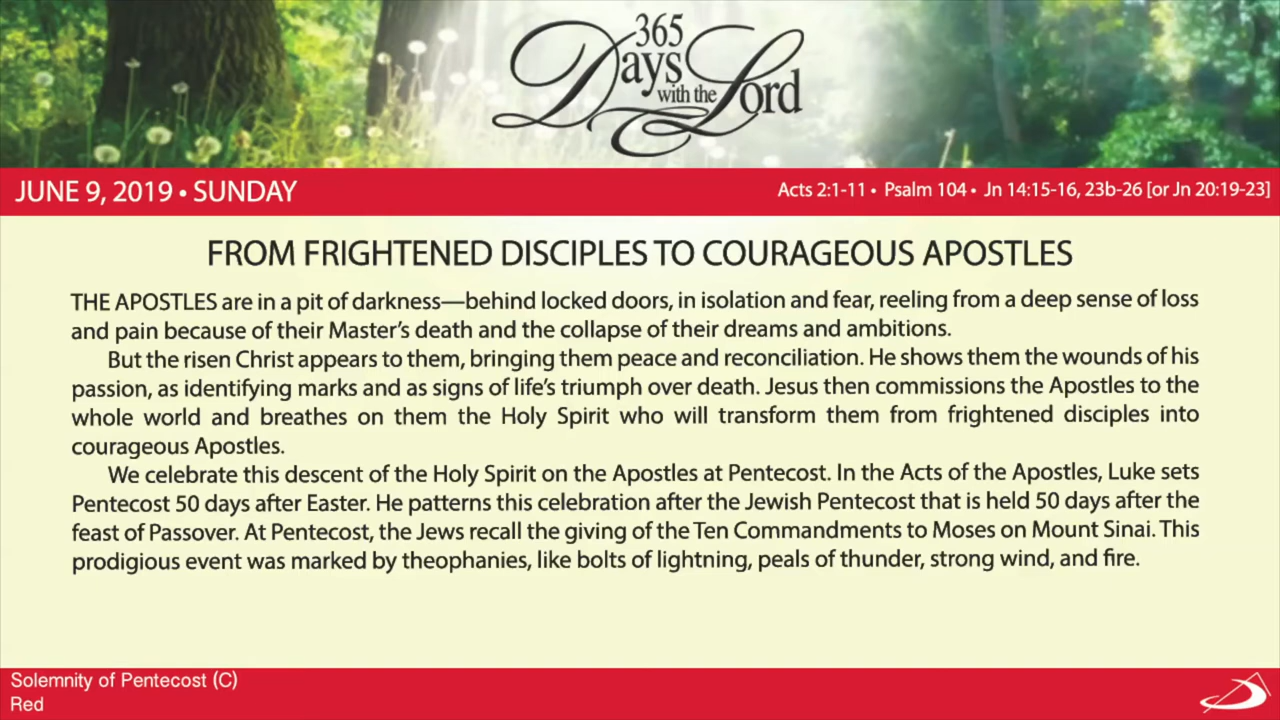 365
Days
with the
Lord
JUNE 9, 2019 • SUNDAY
Acts 2:1-11 • Psalm 104 • Jn 14:15-16, 23b-26 [or Jn 20:19-23]
FROM FRIGHTENED DISCIPLES TO COURAGEOUS APOSTLES
THE APOSTLES are in a pit of darkness—behind locked doors, in isolation and fear, reeling from a deep sense of loss
and pain because of their Master's death and the collapse of their dreams and ambitions.
But the risen Christ appears to them, bringing them peace and reconciliation. He shows them the wounds of his
passion, as identifying marks and as signs of life's triumph over death. Jesus then commissions the Apostles to the
whole world and breathes on them the Holy Spirit who will transform them from frightened disciples into
courageous Apostles.
We celebrate this descent of the Holy Spirit on the Apostles at Pentecost. In the Acts of the Apostles, Luke sets
Pentecost 50 days after Easter. He patterns this celebration after the Jewish Pentecost that is held 50 days after the
feast of Passover. At Pentecost, the Jews recall the giving of the Ten Commandments to Moses on Mount Sinai. This
prodigious event was marked by theophanies, like bolts of lightning, peals of thunder, strong wind, and fire.
Solemnity of Pentecost (C)
Red